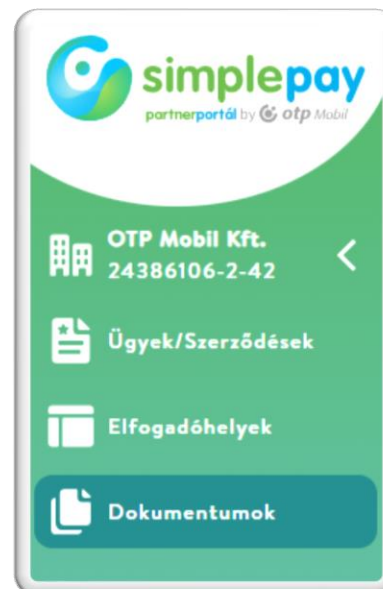 simplepay
partnerportál by otp Mobil
OTP Mobil Kft.
24386106-2-42
Ügyek/Szerződések
Elfogadóhelyek
Dokumentumok